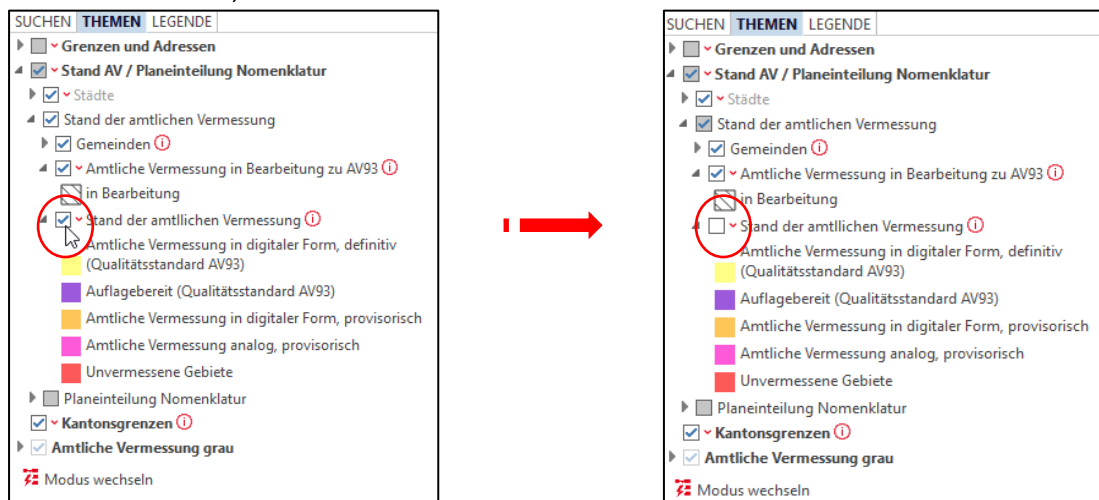 SUCHEN THEMEN LEGENDE
Grenzen und Adressen
Stand AV / Planeinteilung Nomenklatur
Städte
Stand der amtlichen Vermessung
Gemeinden
Amtliche Vermessung in Bearbeitung zu AV93
in Bearbeitung
Stand der amtllichen Vermessung
Amtliche Vermessung in digitaler Form, definitiv
(Qualitätsstandard AV93)
Auflagebereit (Qualitätsstandard AV93)
Amtliche Vermessung in digitaler Form, provisorisch
Amtliche Vermessung analog, provisorisch
Unvermessene Gebiete
Planeinteilung Nomenklatur
Kantonsgrenzen
Amtliche Vermessung grau
Modus wechseln
SUCHEN THEMEN LEGENDE
Grenzen und Adressen
Stand AV / Planeinteilung Nomenklatur
Städte
Stand der amtlichen Vermessung
Gemeinden
Amtliche Vermessung in Bearbeitung zu AV93
in Bearbeitung
Stand der amtllichen Vermessung
Amtliche Vermessung in digitaler Form, definitiv
(Qualitätsstandard AV93)
Auflagebereit (Qualitätsstandard AV93)
Amtliche Vermessung in digitaler Form, provisorisch
Amtliche Vermessung analog, provisorisch
Unvermessene Gebiete
Planeinteilung Nomenklatur
Kantonsgrenzen
Amtliche Vermessung grau
Modus wechseln